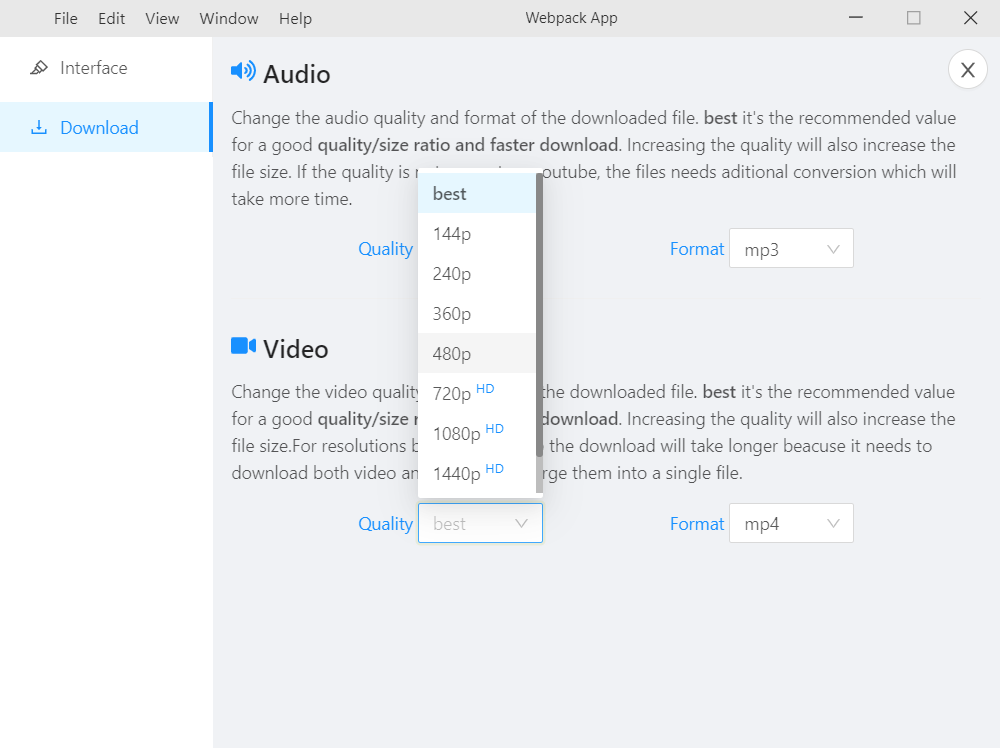 File Edit View Window Help Webpack App
Interface
Download
Audio
Change the audio quality and format of the downloaded file. best it's the recommended value
for a good quality/size ratio and faster download. Increasing the quality will also increase the
file size. If the quality is outube, the files needs aditional conversion which will
take more time.
Quality Format mp3
best
144p
240p
360p
480p
720p HD
1080p HD
1440p HD
Video
Change the video quality the downloaded file. best it's the recommended value
for a good quality/size download. Increasing the quality will also increase the
file size.For resolutions the download will take longer beacuse it needs to
download both video rge them into a single file.
Quality best Format mp4